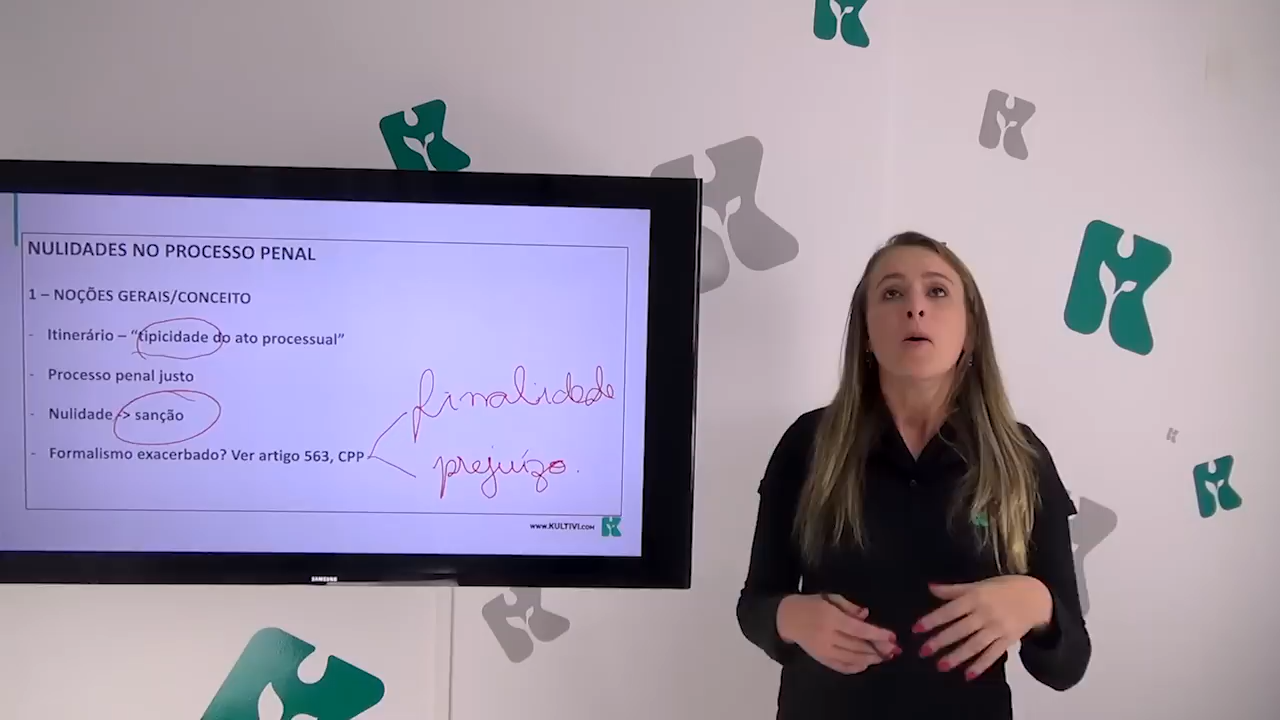 NULIDADES NO PROCESSO PENAL
1 – NOÇÕES GERAIS/CONCEITO
- Itinerário – “tipicidade do ato processual”
- Processo penal justo
- Nulidade -> sanção
- Formalismo exacerbado? Ver artigo 563, CPP
finalidade
prejuízo.
WWW.KULTIVI.COM
SAMSUNG